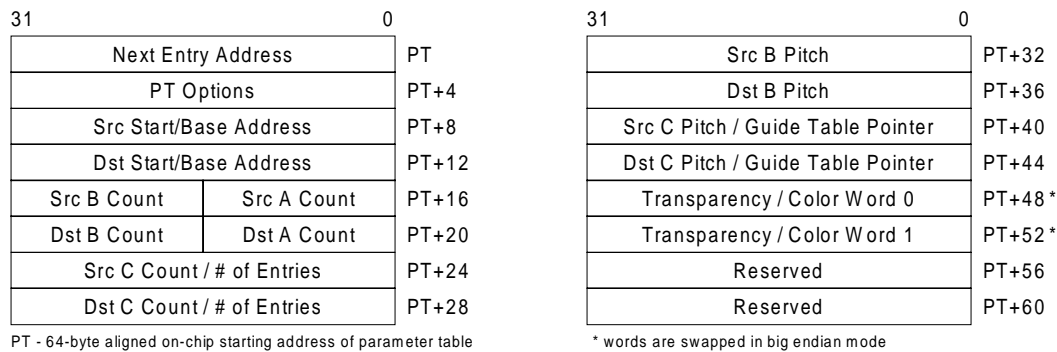 31 0
Next Entry Address PT
PT Options PT+4
Src Start/Base Address PT+8
Dst Start/Base Address PT+12
Src B Count Src A Count PT+16
Dst B Count Dst A Count PT+20
Src C Count / # of Entries PT+24
Dst C Count / # of Entries PT+28
PT - 64-byte aligned on-chip starting address of parameter table
31 0
Src B Pitch PT+32
Dst B Pitch PT+36
Src C Pitch / Guide Table Pointer PT+40
Dst C Pitch / Guide Table Pointer PT+44
Transparency / Color Word 0 PT+48*
Transparency / Color Word 1 PT+52*
Reserved PT+56
Reserved PT+60
* words are swapped in big endian mode